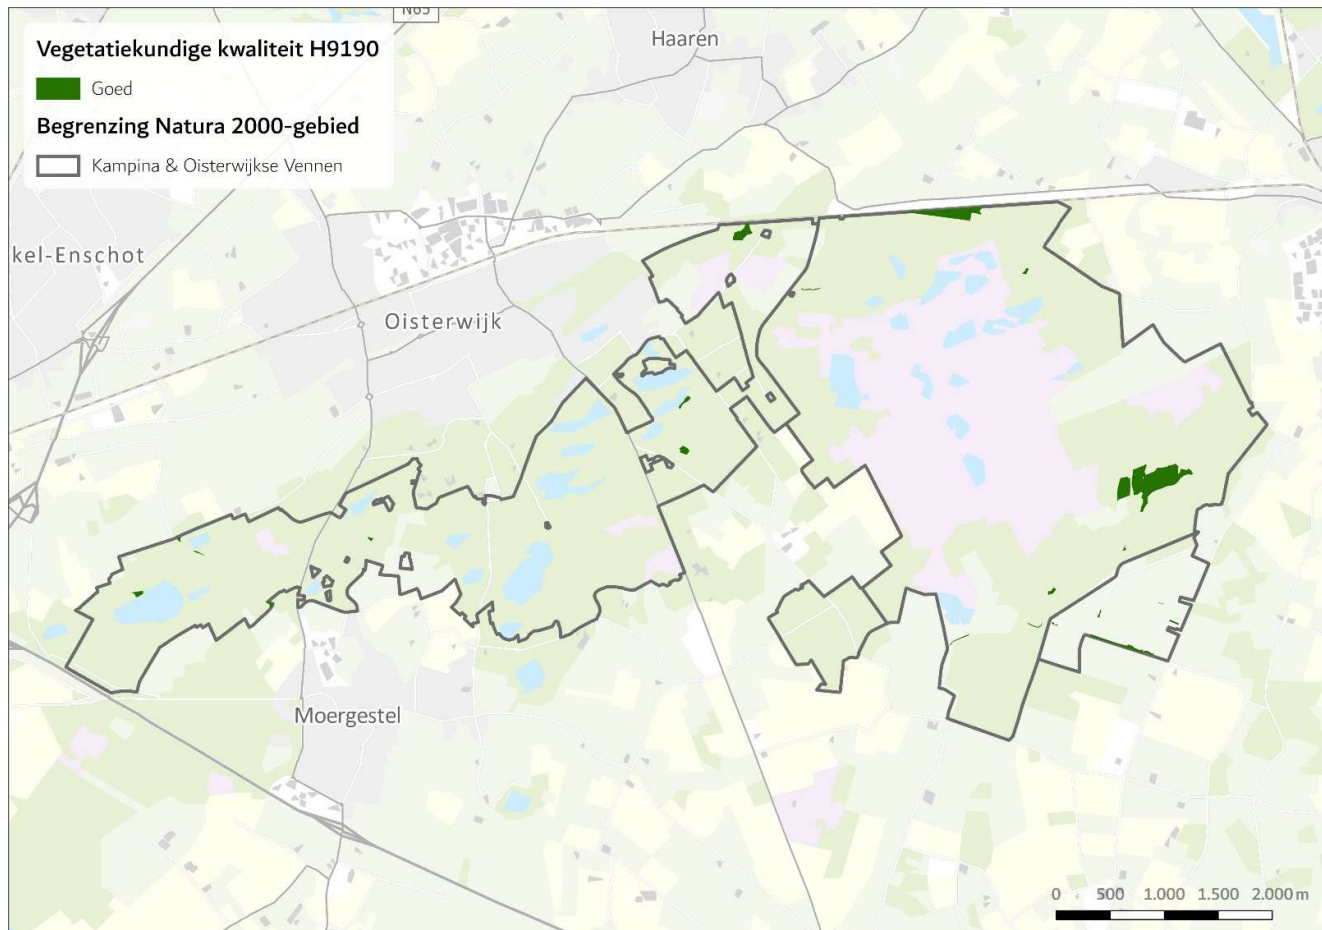 N65
Vegetatiekundige kwaliteit H9190
Goed
Begrenzing Natura 2000-gebied
Kampina & Oisterwijkse Vennen
Haaren
kel-Enschot
Oisterwijk
Moergestel
0 500 1.000 1.500 2.000 m